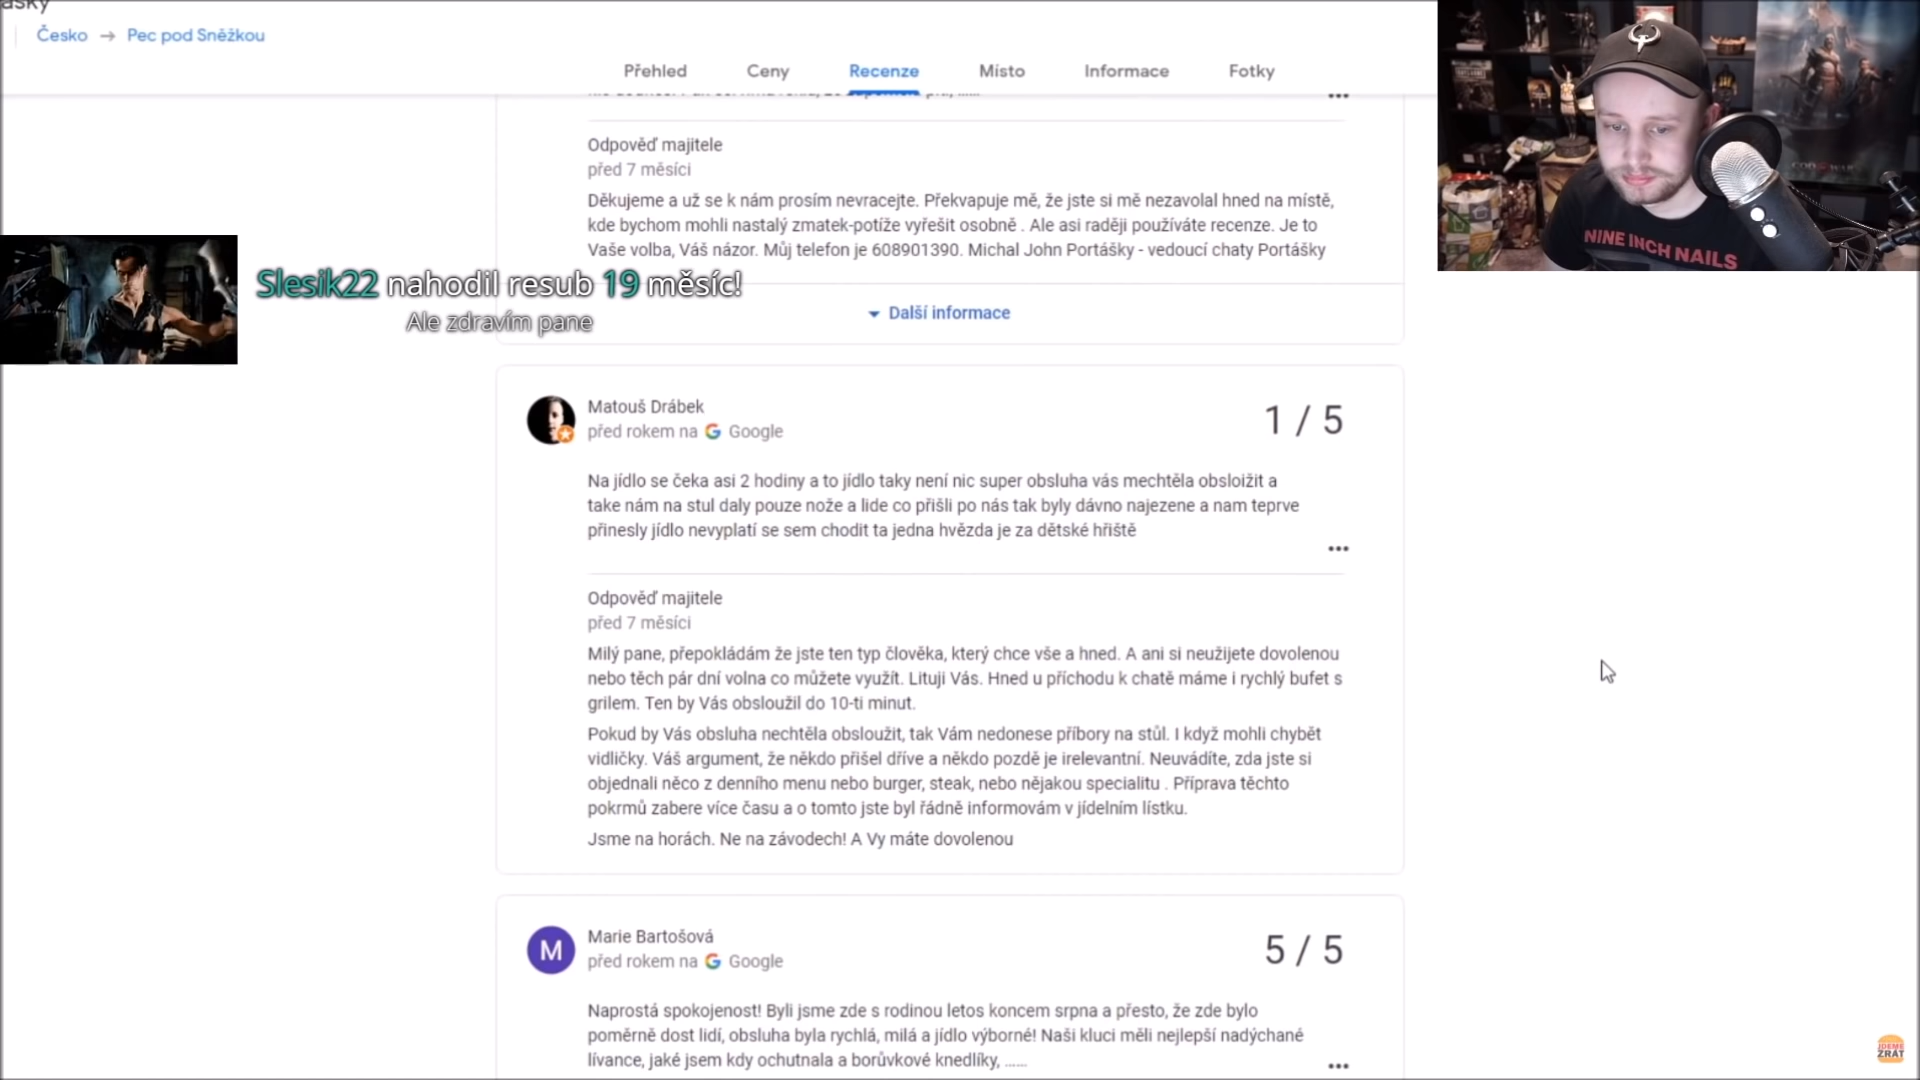 Česko → Pec pod Sněžkou
Přehled Ceny Recenze Místo Informace Fotky
Odpověď majitele
před 7 měsíci
Děkujeme a už se k nám prosím nevracejte. Překvapuje mě, že jste si mě nezavolal hned na místě,
kde bychom mohli nastalý zmatek-potíže vyřešit osobně . Ale asi raději používáte recenze. Je to
Vaše volba, Váš názor. Můj telefon je 608901390. Michal John Portášky - vedoucí chaty Portášky
Slesik22 nahodil resub 19 měsíc!
Ale zdravím pane
Další informace
Matouš Drábek
před rokem na Google
1 / 5
Na jídlo se čeka asi 2 hodiny a to jídlo taky není nic super obsluha vás mechtěla obsloižit a
take nám na stul daly pouze nože a lide co přišli po nás tak byly dávno najezene a nam teprve
přinesly jídlo nevyplatí se sem chodit ta jedna hvězda je za dětské hřiště
Odpověď majitele
před 7 měsíci
Milý pane, přepokládám že jste ten typ člověka, který chce vše a hned. A ani si neužijete dovolenou
nebo těch pár dní volna co můžete využít. Lituji Vás. Hned u příchodu k chatě máme i rychlý bufet s
grilem. Ten by Vás obsloužil do 10-ti minut.
Pokud by Vás obsluha nechtěla obsloužit, tak Vám nedonese příbory na stůl. I když mohli chybět
vidličky. Váš argument, že někdo přišel dříve a někdo pozdě je irelevantní. Neuvádíte, zda jste si
objednali něco z denního menu nebo burger, steak, nebo nějakou specialitu . Příprava těchto
pokrmů zabere více času a o tomto jste byl řádně informovám v jídelním lístku.
Jsme na horách. Ne na závodech! A Vy máte dovolenou
M
Marie Bartošová
před rokem na Google
5 / 5
Naprostá spokojenost! Byli jsme zde s rodinou letos koncem srpna a přesto, že zde bylo
poměrně dost lidí, obsluha byla rychlá, milá a jídlo výborné! Naši kluci měli nejlepší nadýchané
lívance, jaké jsem kdy ochutnala a borůvkové knedlíky, ......
NINE INCH NAILS
JDEME
ŽRÁT